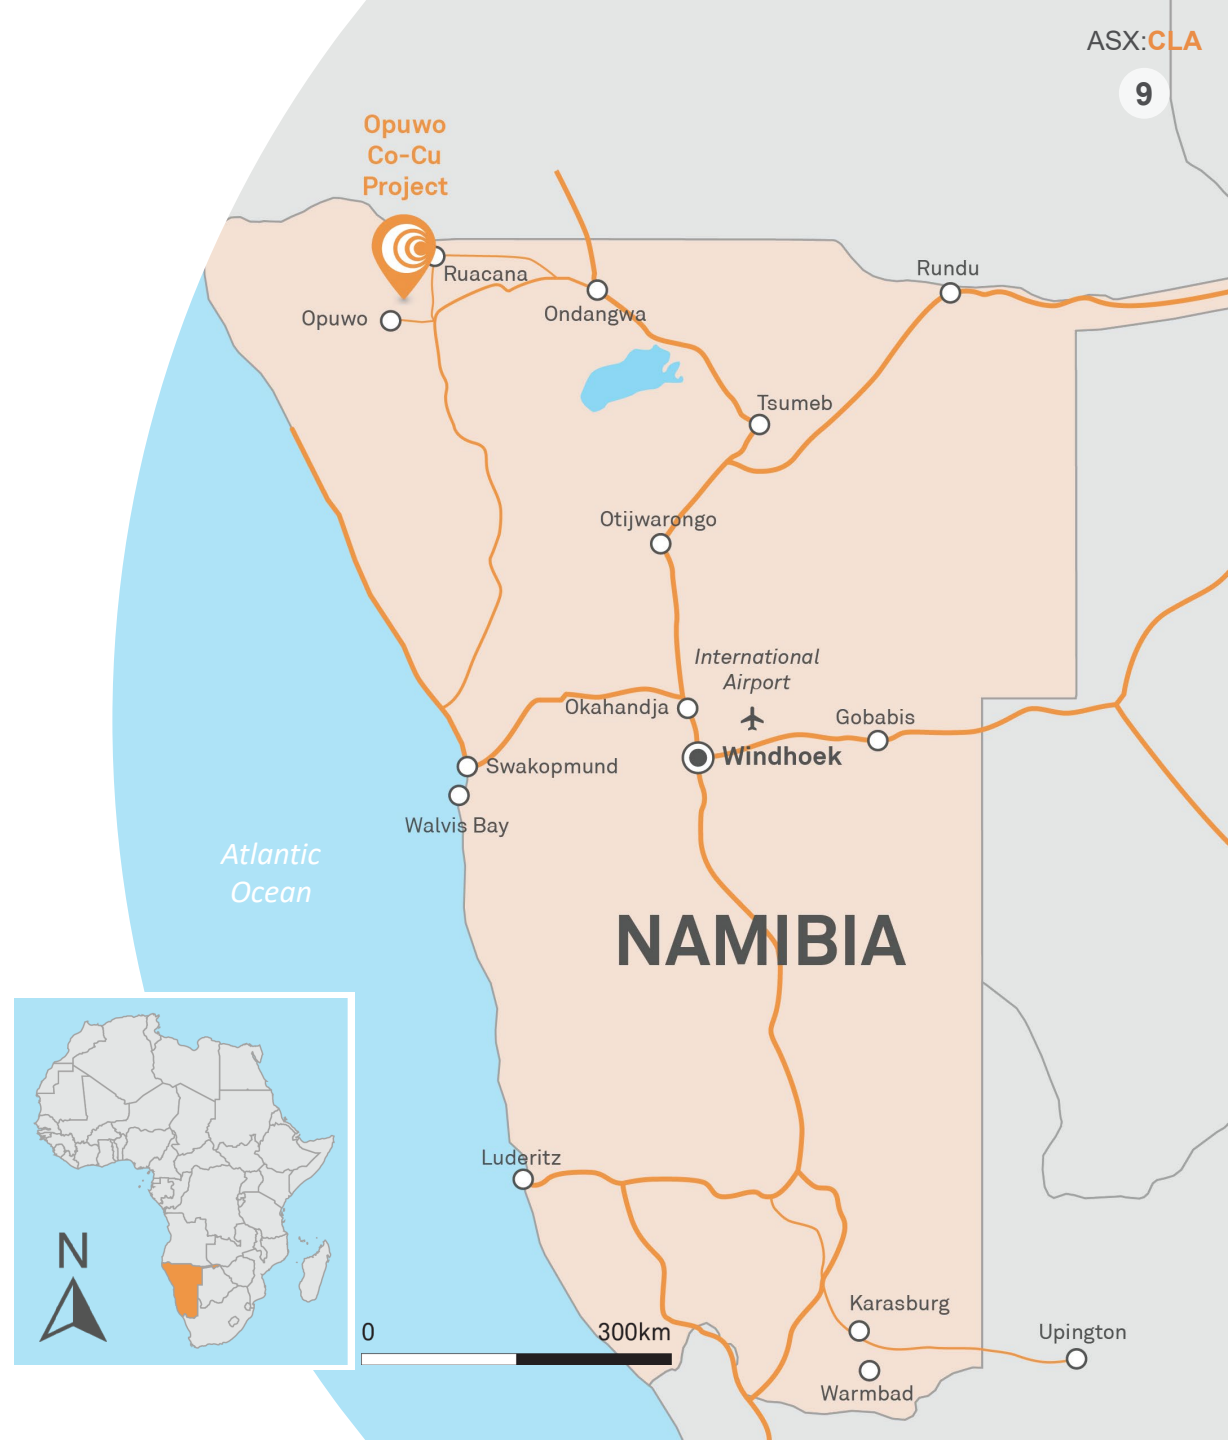 ASX:CLA
9
Opuwo
Co-Cu
Project
Ruacana
Rundu
Opuwo
Ondangwa
Tsumeb
Otijwarongo
International
Airport
Okahandja
Gobabis
Windhoek
Swakopmund
Walvis Bay
Atlantic
Ocean
NAMIBIA
Luderitz
N
0 300km
Karasburg
Upington
Warmbad